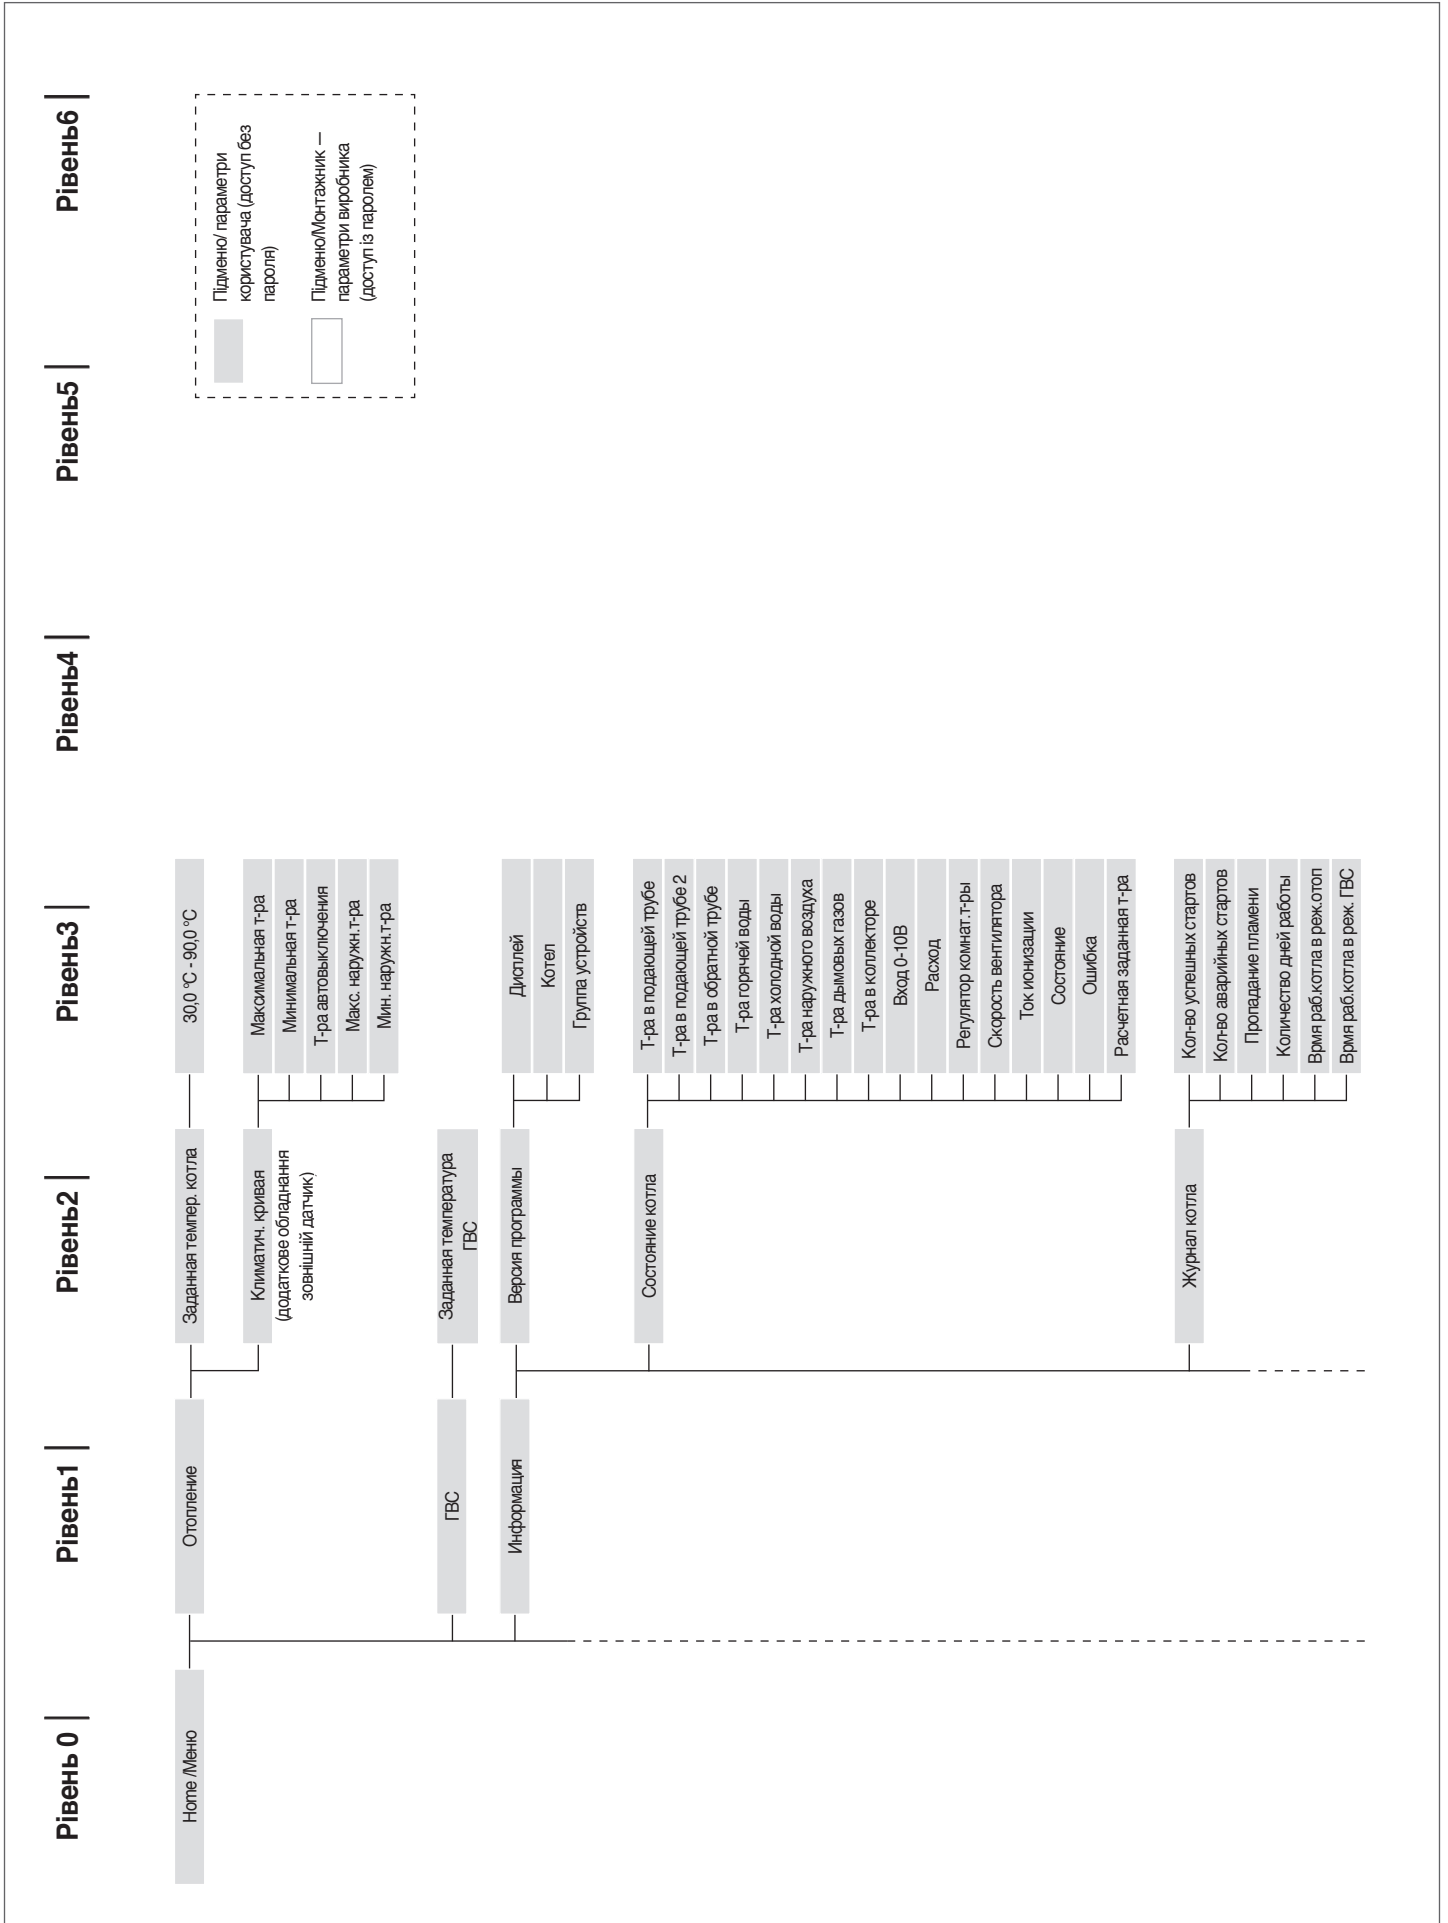 Рівень 0
Рівень1
Рівень2
Рівень3
Рівень4
Рівень5
Рівень6
Підменю/ параметри
користувача (доступ без
пароля)
Підменю/Монтажник —
параметри виробника
(доступ із паролем)
Home /Меню
Отопление
Заданная темпер. котла
30,0 °C - 90,0 °C
Климатич. кривая
(додаткове обладнання
зовнішній датчик)
Максимальная т-ра
Минимальная т-ра
Т-ра автовыключения
Макс. наружн.т-ра
Мин. наружн.т-ра
ГВС
Заданная температура
ГВС
Информация
Версия программы
Дисплей
Котел
Группа устройств
Состояние котла
Т-ра в подающей трубе
Т-ра в подающей трубе 2
Т-ра в обратной трубе
Т-ра горячей воды
Т-ра холодной воды
Т-ра наружного воздуха
Т-ра дымовых газов
Т-ра в коллекторе
Вход 0-10В
Расход
Регулятор комнат.т-ры
Скорость вентилятора
Ток ионизации
Состояние
Ошибка
Расчетная заданная т-ра
Журнал котла
Кол-во успешных стартов
Кол-во аварийных стартов
Пропадание пламени
Количество дней работы
Врмя раб.котла в реж.отоп
Врмя раб.котла в реж. ГВС